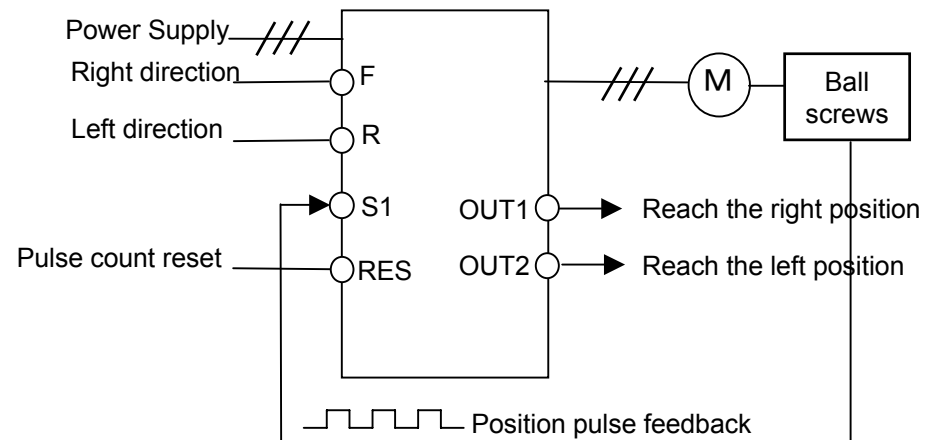 Power Supply
Right direction
F
M
Ball
screws
Left direction
R
S1
OUT1
Reach the right position
Pulse count reset
RES
OUT2
Reach the left position
Position pulse feedback